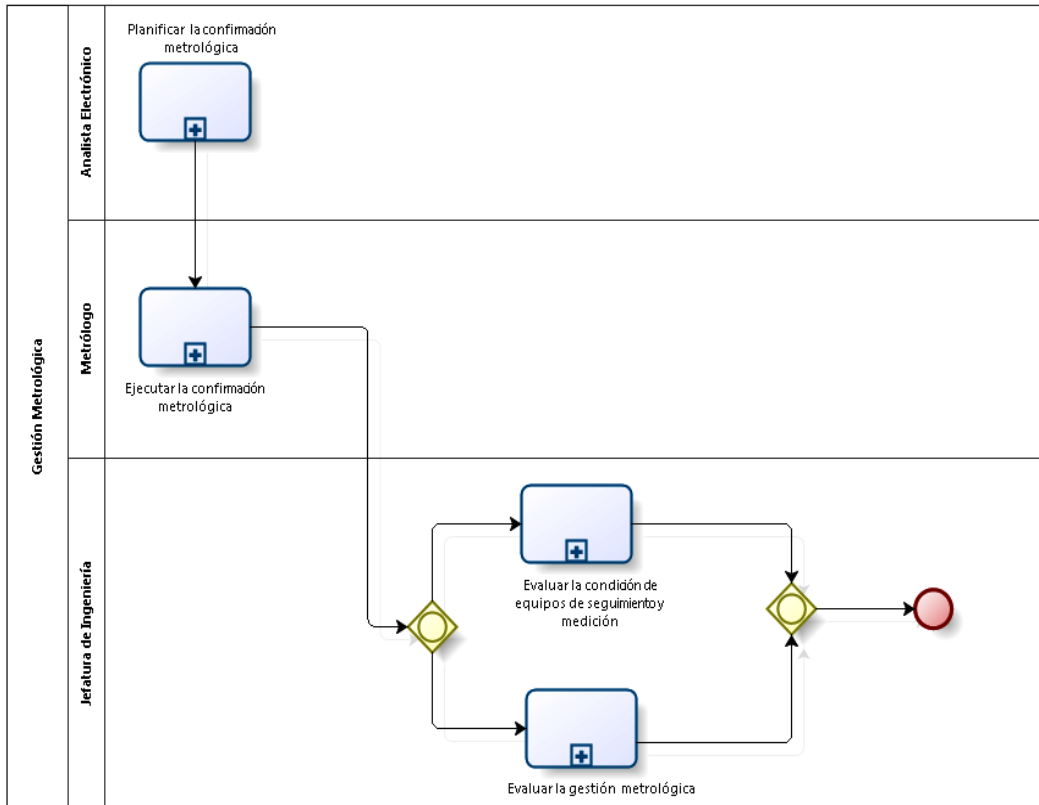 Gestión Metrológica
Analista Electrónico
Planificar la confirmación
metrológica
Metrólogo
Ejecutar la confirmación
metrológica
Jefatura de Ingeniería
Evaluar la condición de
equipos de seguimiento y
medición
Evaluar la gestión metrológica